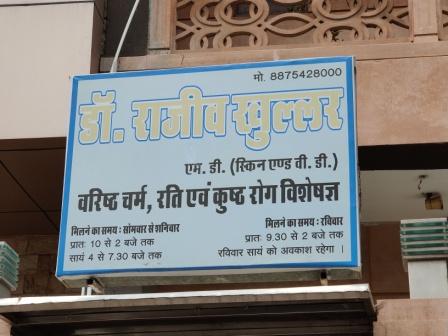 मो. 8875428000
डॉ. राजीव खुल्लर
एम. डी. (स्किन एण्ड वी. डी.)
वरिष्ठ चर्म, रति एवं कुष्ठ रोग विशेषज्ञ
मिलनें का समय : सोमवार से शनिवार
प्रातः 10 से 2 बजे तक
सायं 4 से 7.30 बजे तक
मिलनें का समय : रविवार
प्रातः 9.30 से 2 बजे तक
रविवार सायं को अवकाश रहेगा ।